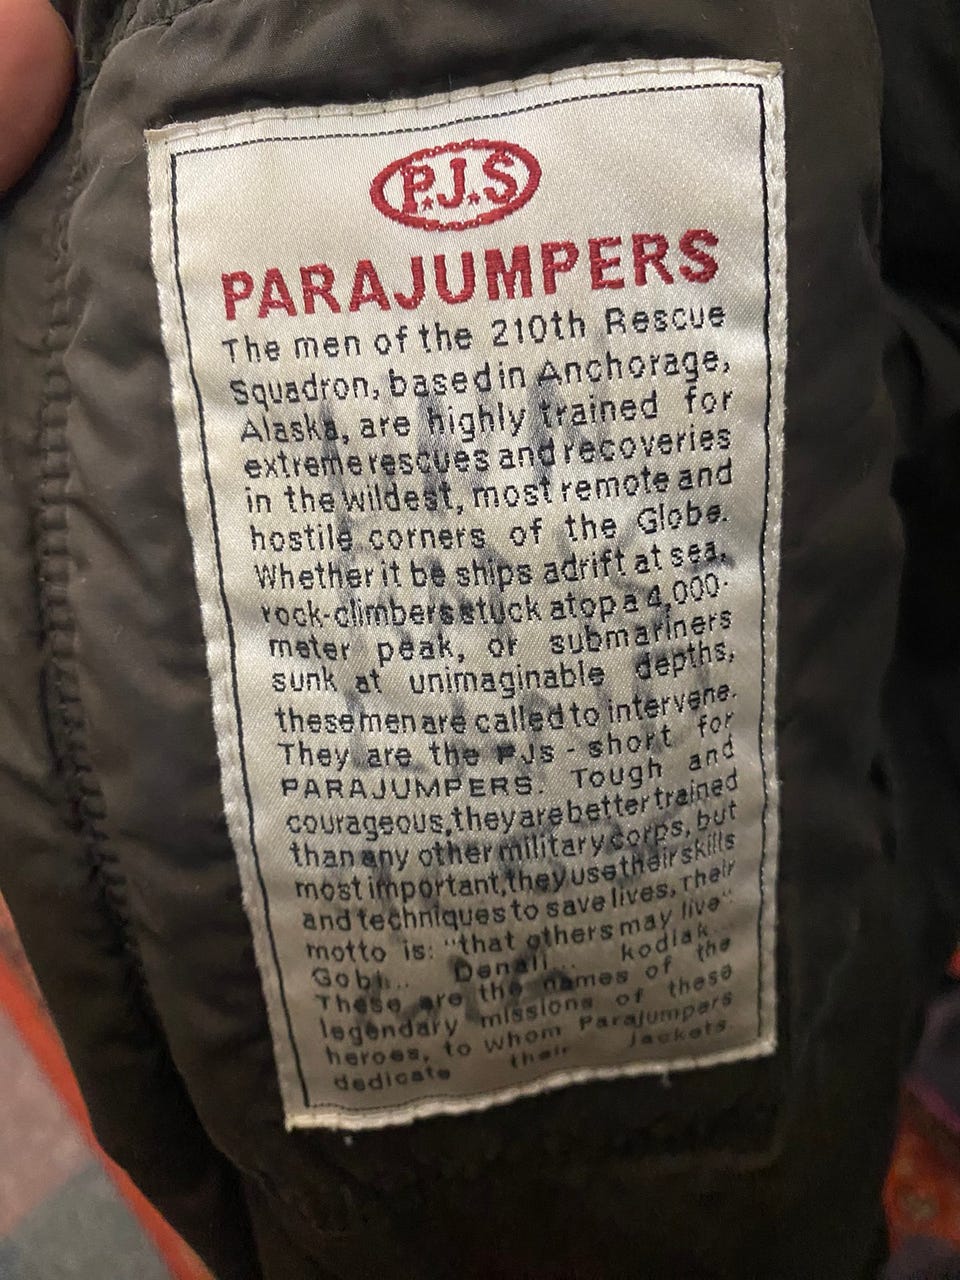 P.J.S
PARAJUMPERS
The men of the 210th Rescue
Squadron, based in Anchorage,
Alaska, are highly trained for
extreme rescues and recoveries
in the wildest, most remote and
hostile corners of the Globe.
Whether it be ships adrift at sea,
rock-climbers stuck atop a 4,000-
meter peak, or submariners
sunk at unimaginable depths,
these men are called to intervene.
They are the PJs - short for
PARAJUMPERS. Tough and
courageous, they are better trained
than any other military corps, but
most important, they use their skills
and techniques to save lives. Their
motto is: "that others may live"
Gobi... Denali... kodiak...
These are the names of the
legendary missions of these
heroes, to whom Parajumpers
dedicate their jackets.